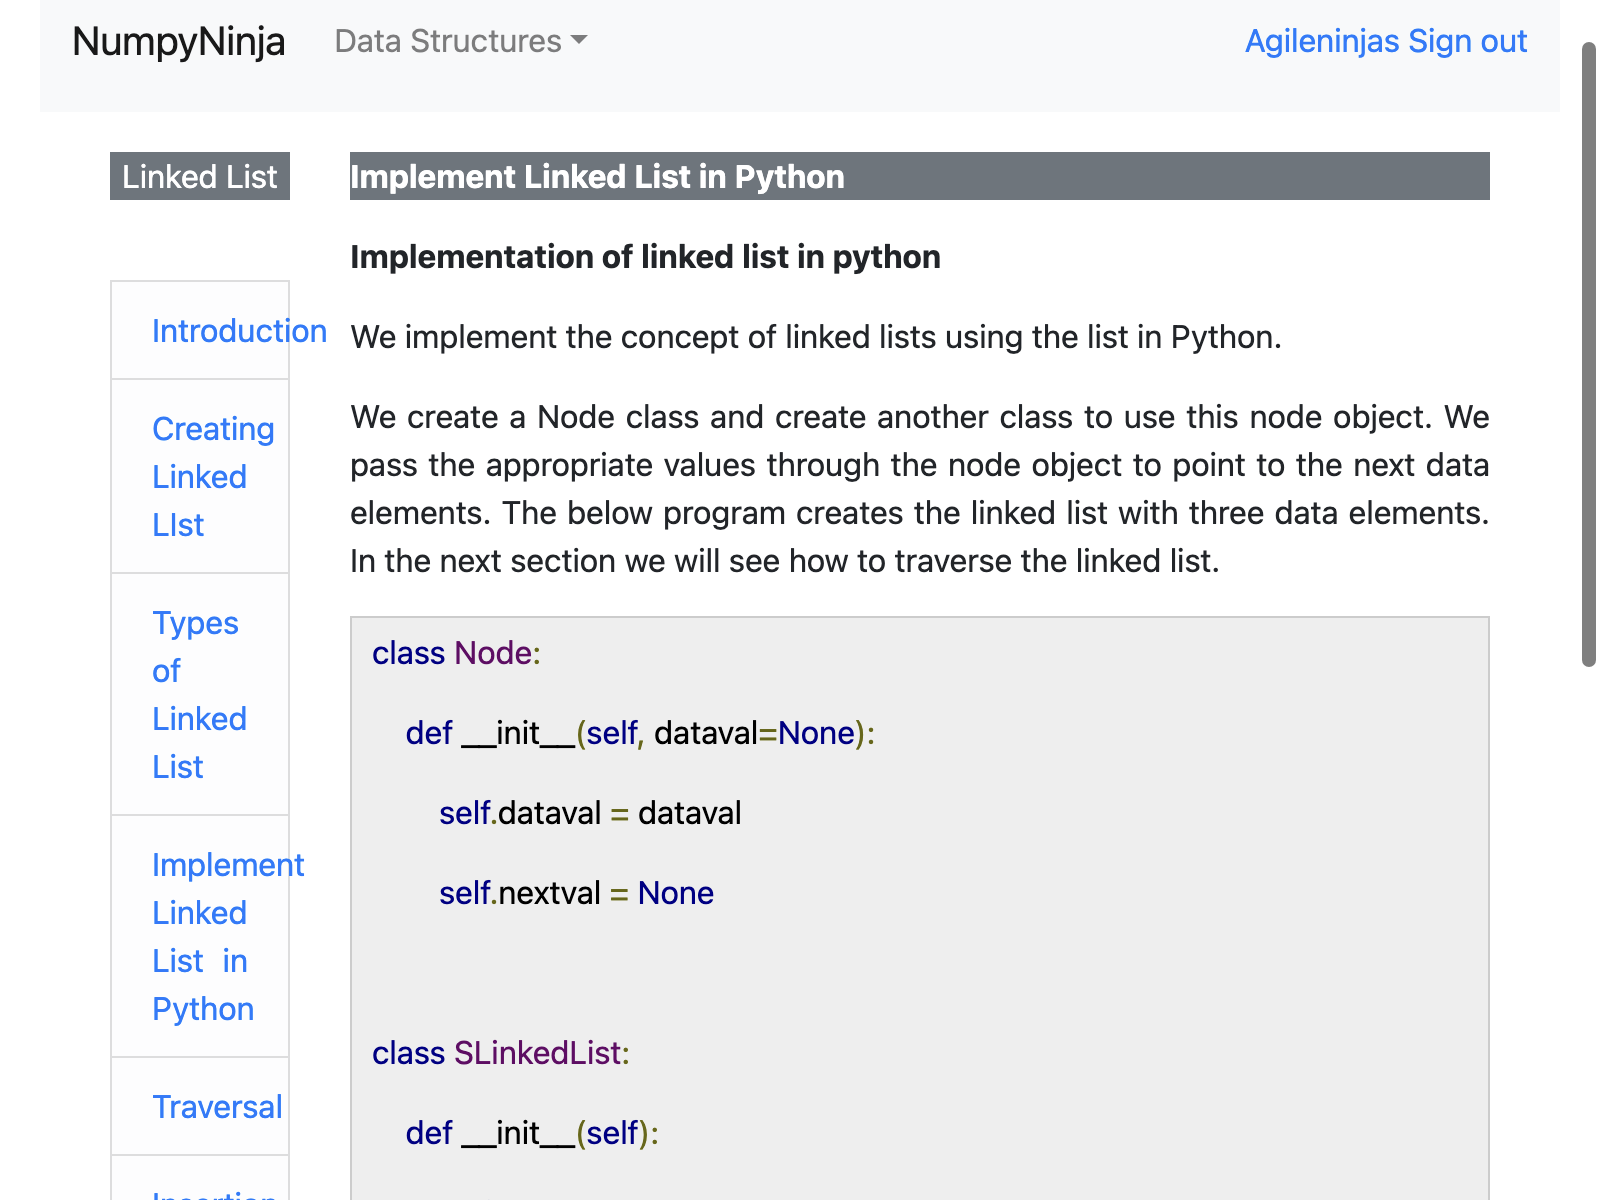 NumpyNinja Data Structures Agileninjas Sign out
Linked List
Introduction
Creating
Linked
LIst
Types
of
Linked
List
Implement
Linked
List in
Python
Traversal
Insertion
Implement Linked List in Python
Implementation of linked list in python
We implement the concept of linked lists using the list in Python.
We create a Node class and create another class to use this node object. We
pass the appropriate values through the node object to point to the next data
elements. The below program creates the linked list with three data elements.
In the next section we will see how to traverse the linked list.
class Node:
def __init__(self, dataval=None):
self.dataval = dataval
self.nextval = None
class SLinkedList:
def __init__(self):